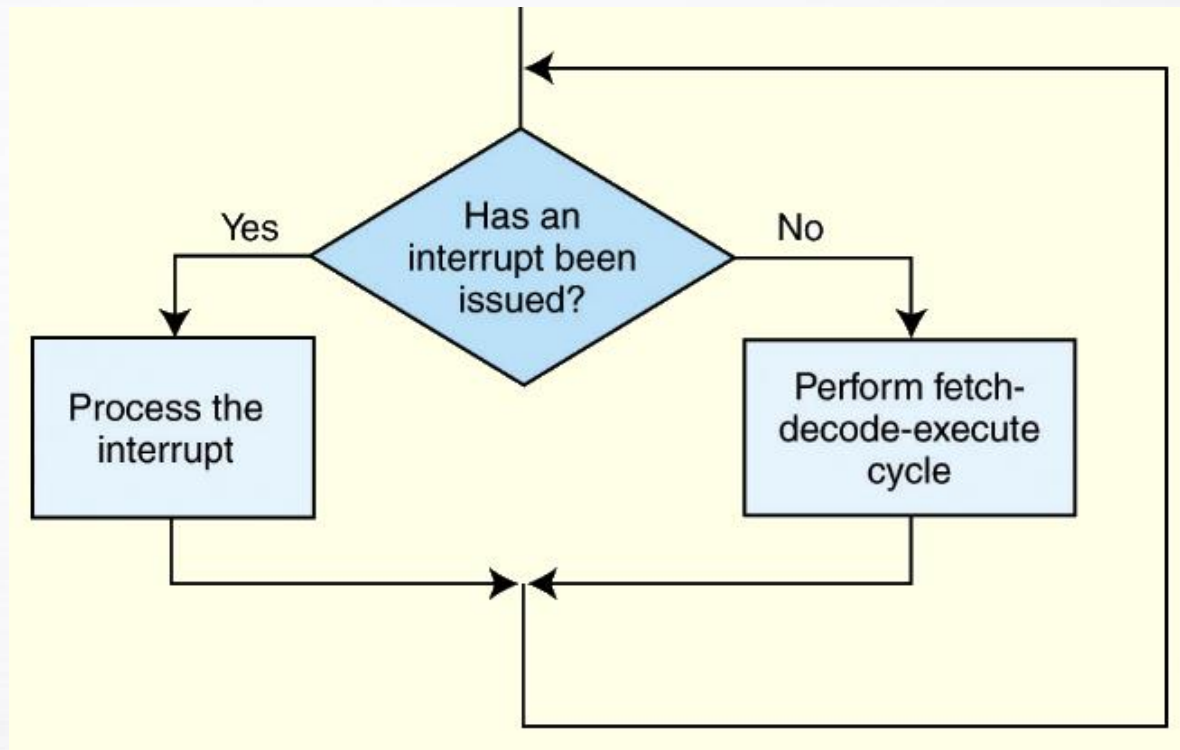 Has an
interrupt been
issued?
Yes
No
Process the
interrupt
Perform fetch-
decode-execute
cycle